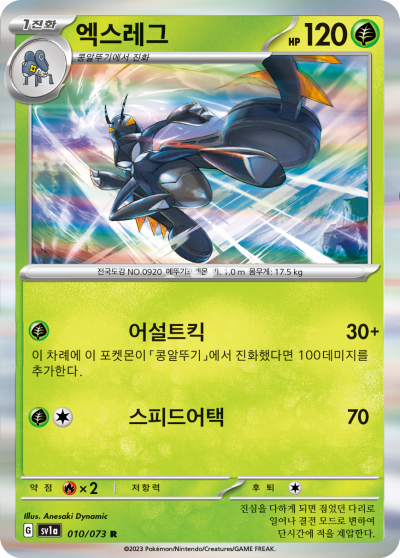 1진화 엑스레그 HP 120
콩알뚜기에서 진화
전국도감 NO.0920 메뚜기포켓몬 키: 1.0 m 몸무게: 17.5 kg
어설트킥 30+
이 차례에 이 포켓몬이 「콩알뚜기」에서 진화했다면 100데미지를
추가한다.
스피드어택 70
약 점 ×2 저항력 후 퇴
Illus. Anesaki Dynamic
G sv1a 010/073 R
진심을 다하게 되면 접었던 다리로
일어나 결전 모드로 변하여
단시간에 적을 제압한다.
©2023 Pokémon/Nintendo/Creatures/GAME FREAK.